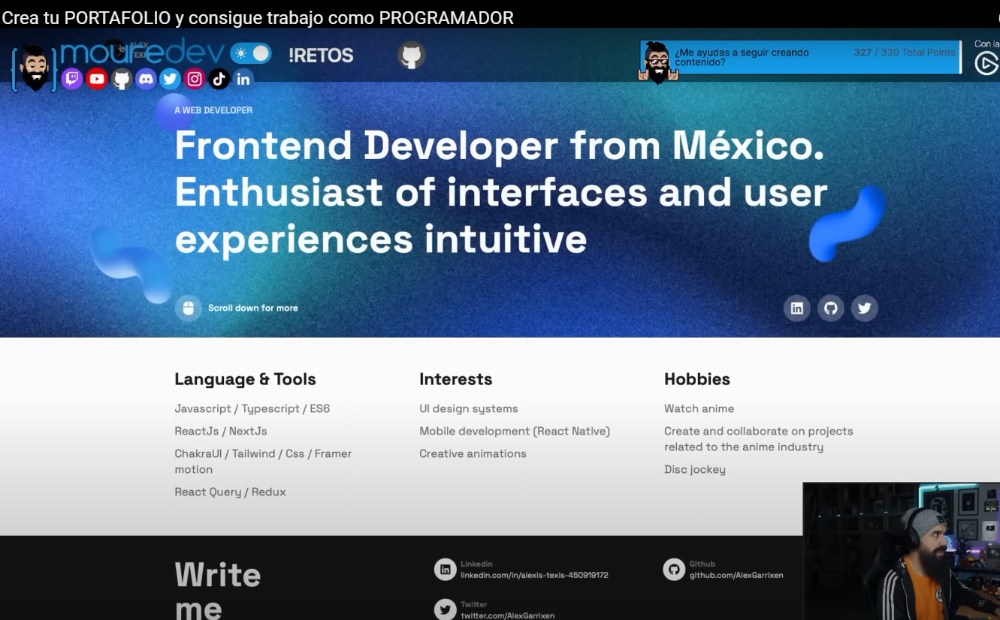 Crea tu PORTAFOLIO y consigue trabajo como PROGRAMADOR
ALEX
TEXI
mouredev
!RETOS
¿Me ayudas a seguir creando
contenido?
327 / 330 Total Points
Con la
A WEB DEVELOPER
Frontend Developer from México.
Enthusiast of interfaces and user
experiences intuitive
Scroll down for more
Language & Tools
Javascript / Typescript / ES6
ReactJs / NextJs
ChakraUI / Tailwind / Css / Framer
motion
React Query / Redux
Interests
UI design systems
Mobile development (React Native)
Creative animations
Hobbies
Watch anime
Create and collaborate on projects
related to the anime industry
Disc jockey
Write
me
Linkedin
linkedin.com/in/alexis-texis-450919172
Github
github.com/AlexGarrixen
Twitter
twitter.com/AlexGarrixen